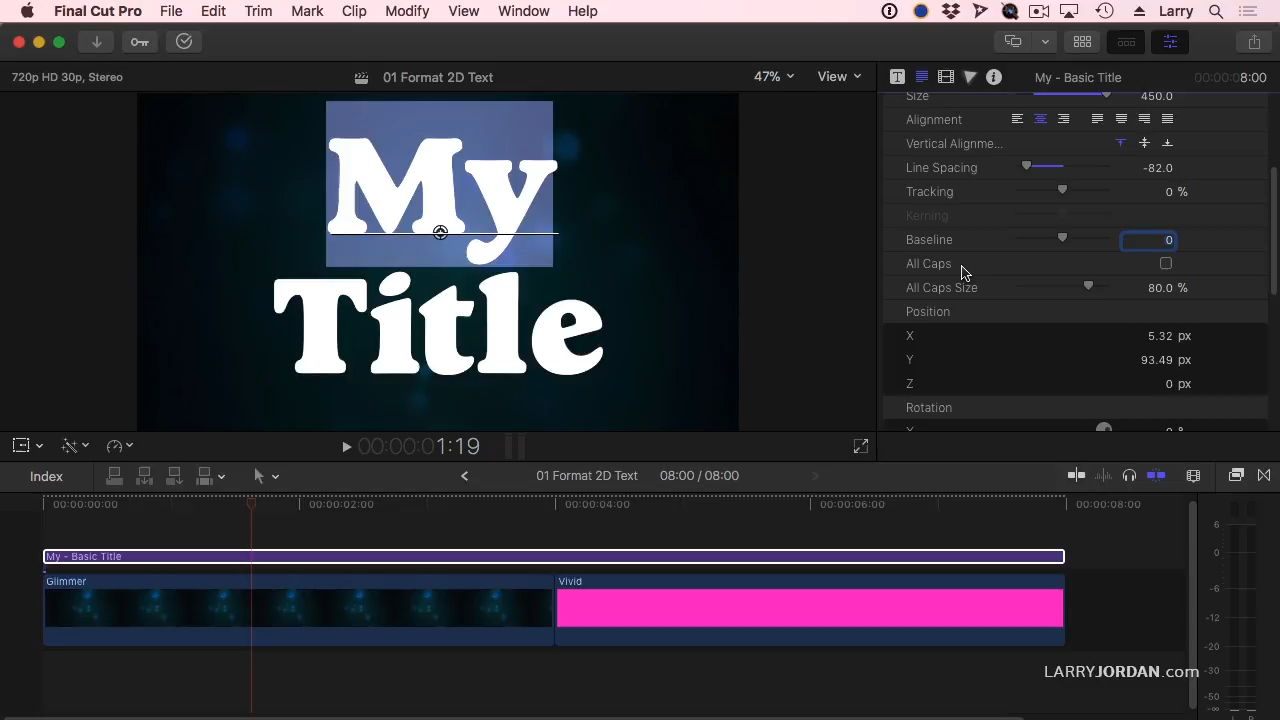 Final Cut Pro File Edit Trim Mark Clip Modify View Window Help Larry
720p HD 30p, Stereo 01 Format 2D Text 47% View My - Basic Title 00:00:08:00
Size 450.0
Alignment
Vertical Alignme...
Line Spacing -82.0
Tracking 0 %
Kerning
Baseline 0
All Caps
All Caps Size 80.0 %
Position
X 5.32 px
Y 93.49 px
Z 0 px
Rotation
My
Title
00:00:01:19
Index 01 Format 2D Text 08:00 / 08:00
00:00:00:00 00:00:02:00 00:00:04:00 00:00:06:00 00:00:08:00
My - Basic Title
Glimmer Vivid
6
0
-6
-12
-20
-30
-50
-∞
LARRYJORDAN.com